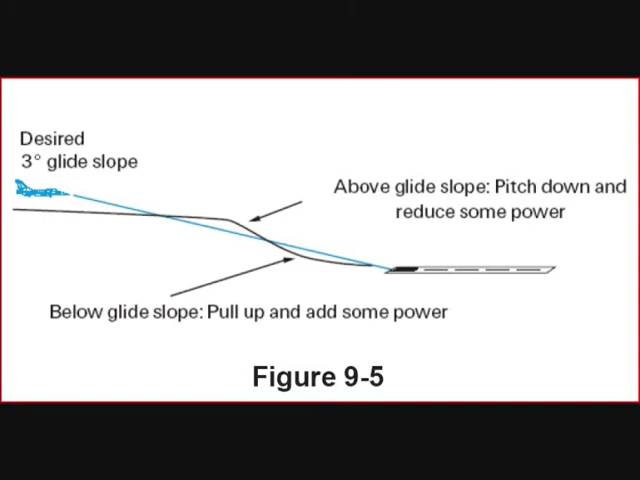 Desired
3° glide slope
Above glide slope: Pitch down and
reduce some power
Below glide slope: Pull up and add some power
Figure 9-5